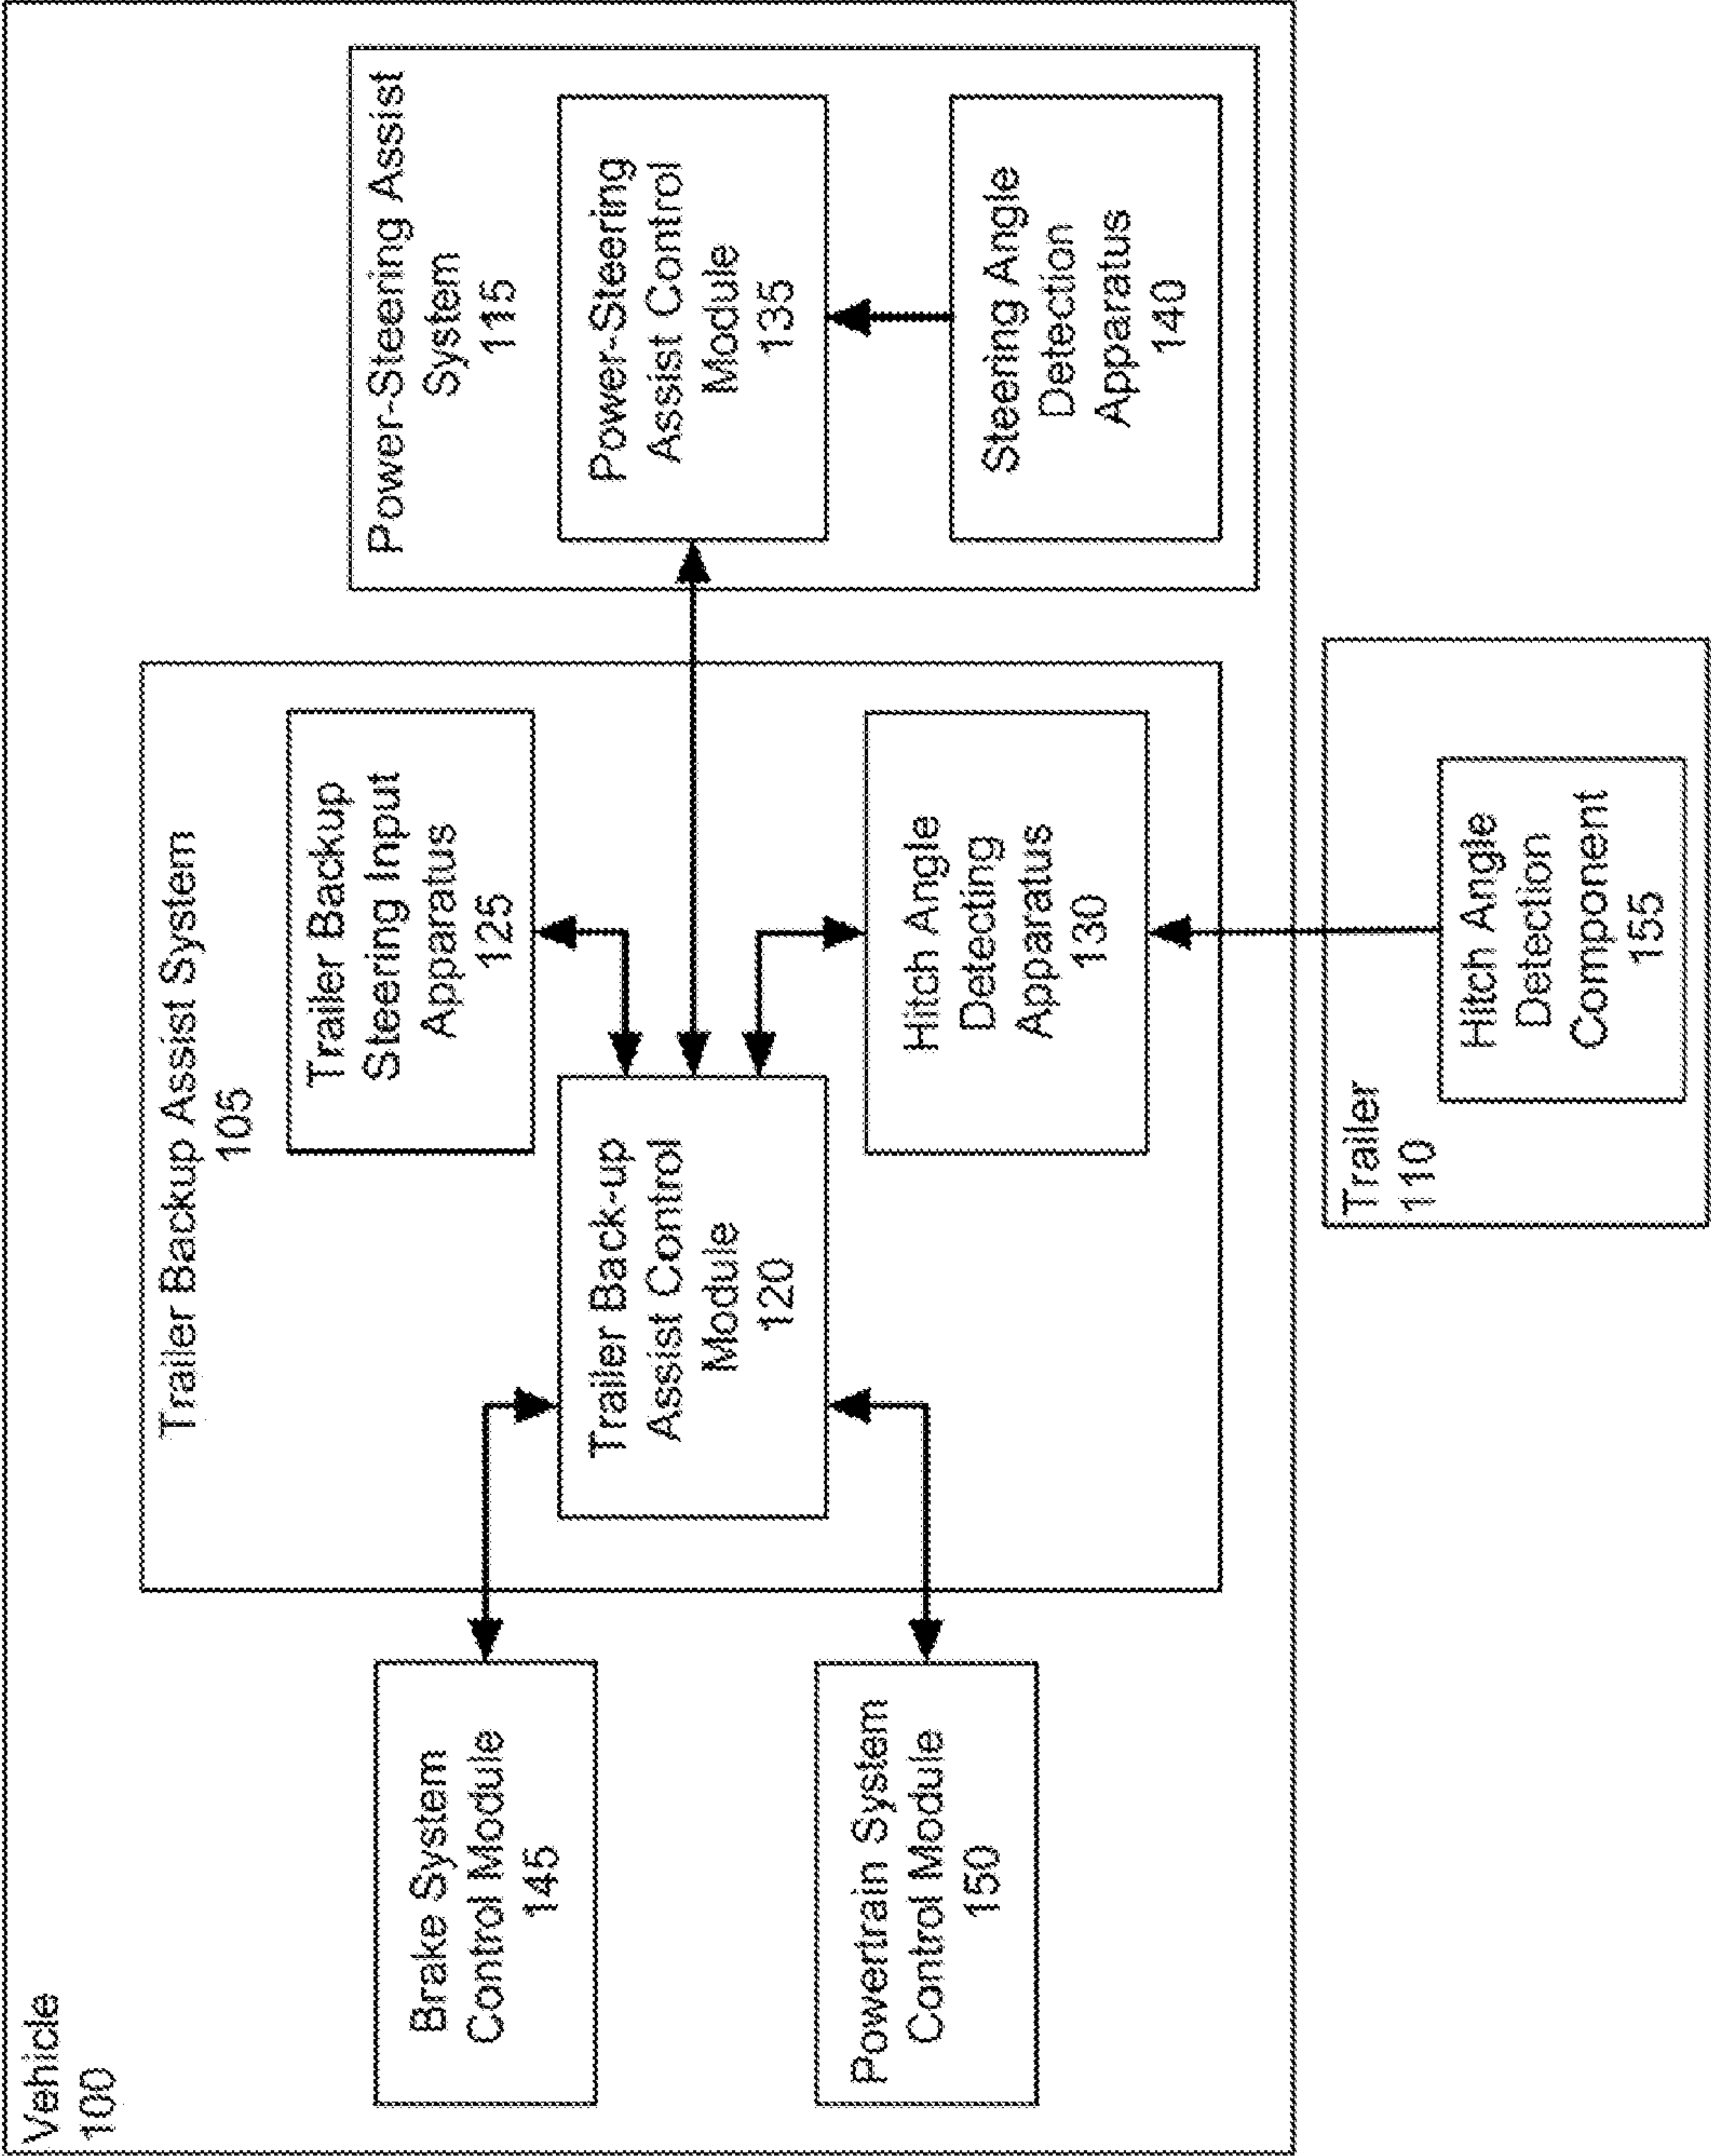 Vehicle
100
Trailer Backup Assist System
105
Power-Steering Assist
System
115
Brake System
Control Module
145
Powertrain System
Control Module
150
Trailer Back-up
Assist Control
Module
120
Trailer Backup
Steering Input
Apparatus
125
Hitch Angle
Detecting
Apparatus
130
Power-Steering
Assist Control
Module
135
Steering Angle
Detection
Apparatus
140
Trailer
110
Hitch Angle
Detection
Component
155